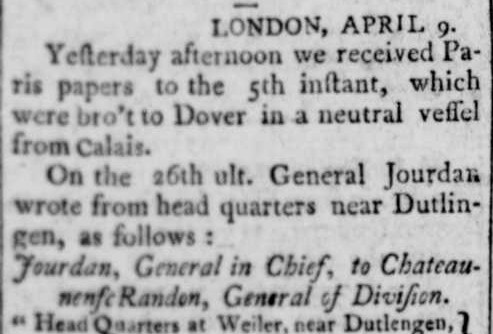 LONDON, APRIL 9.
Yeſterday afternoon we received Pa-
ris papers to the 5th inſtant, which
were bro't to Dover in a neutral veſſel
from Calais.
On the 26th ult. General Jourdan
wrote from head quarters near Dutlin-
gen, as follows :
Jourdan, General in Chief, to Chateau-
nenſe Randon, General of Diviſion.
" Head Quarters at Weiler, near Dutlengen, }